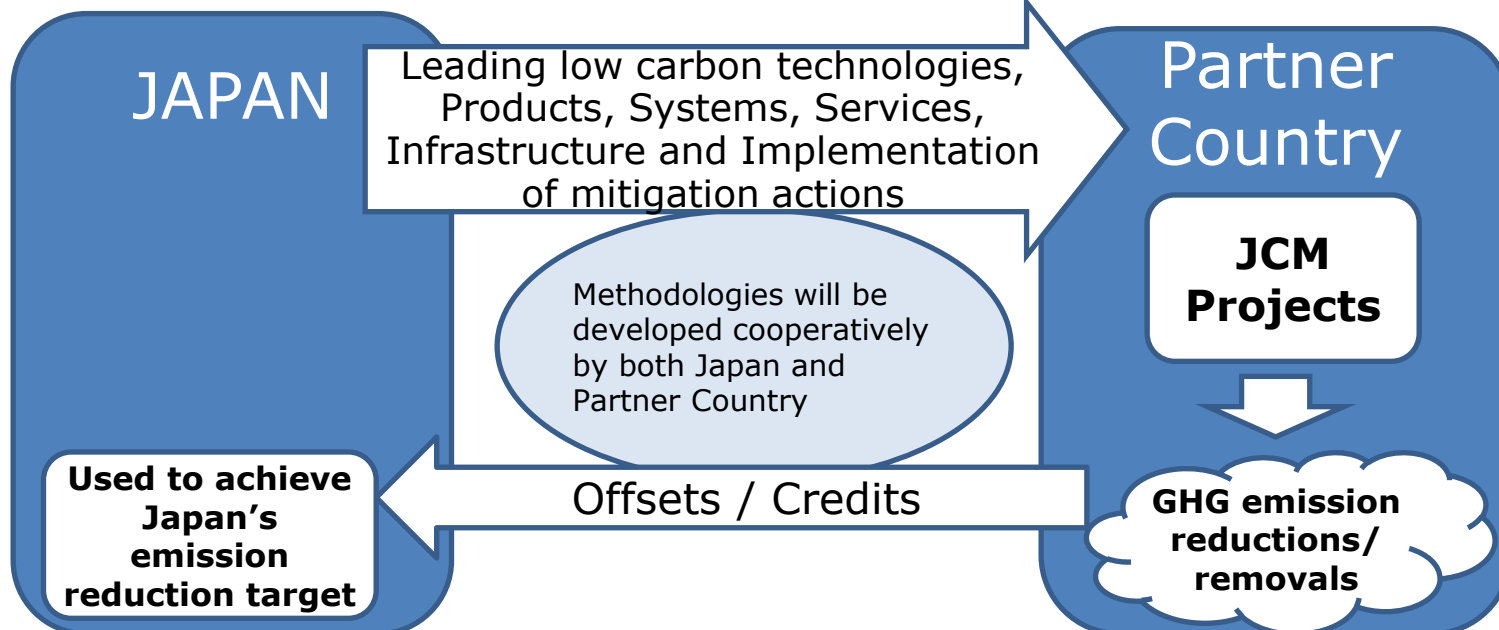 JAPAN
Leading low carbon technologies,
Products, Systems, Services,
Infrastructure and Implementation
of mitigation actions
Partner
Country
JCM
Projects
Methodologies will be
developed cooperatively
by both Japan and
Partner Country
Used to achieve
Japan’s
emission
reduction target
Offsets / Credits
GHG emission
reductions/
removals